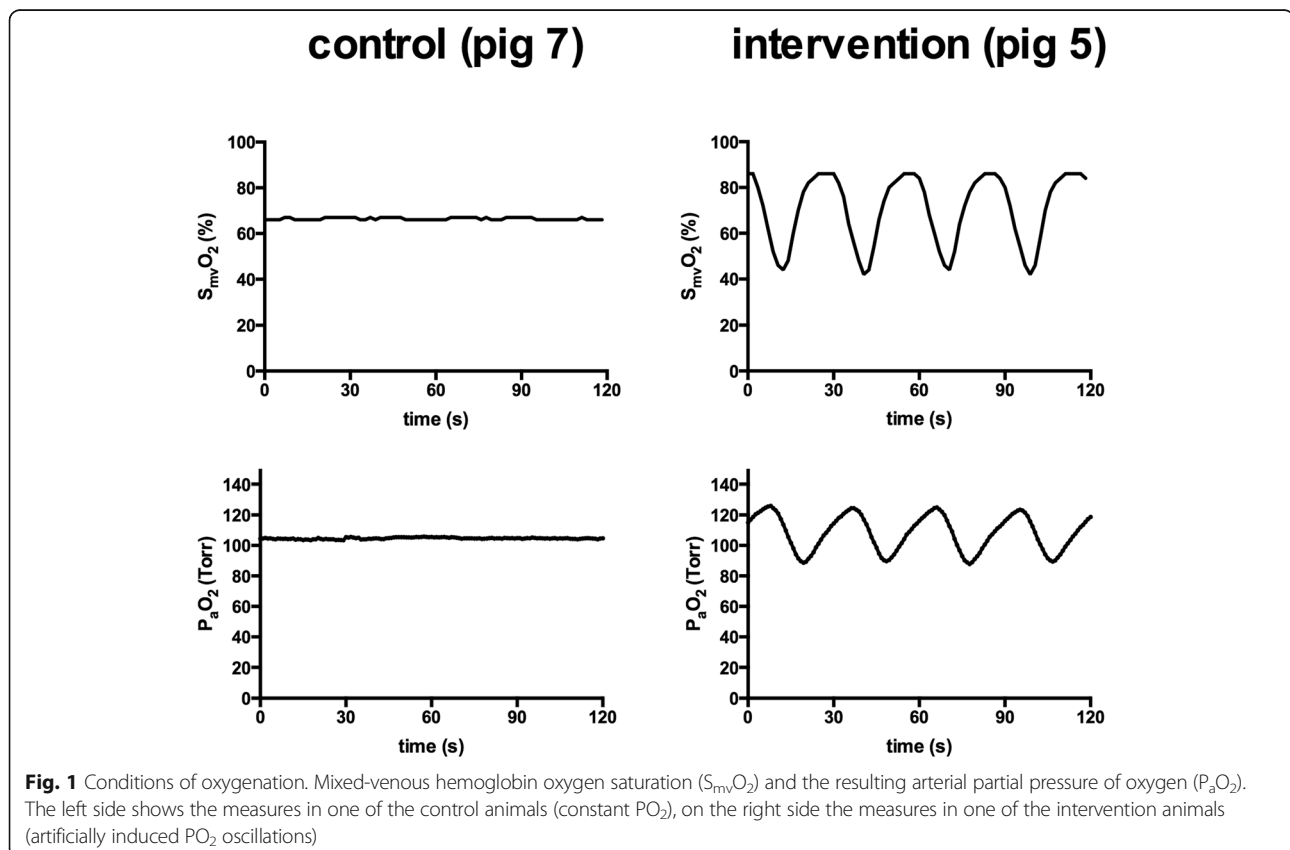 control (pig 7)
intervention (pig 5)
100
80
60
40
20
0
SmvO2 (%)
0 30 60 90 120
time (s)
100
80
60
40
20
0
SmvO2 (%)
0 30 60 90 120
time (s)
140
120
100
80
60
40
20
0
PaO2 (Torr)
0 30 60 90 120
time (s)
140
120
100
80
60
40
20
0
PaO2 (Torr)
0 30 60 90 120
time (s)
Fig. 1 Conditions of oxygenation. Mixed-venous hemoglobin oxygen saturation (SmvO2) and the resulting arterial partial pressure of oxygen (PaO2).
The left side shows the measures in one of the control animals (constant PO2), on the right side the measures in one of the intervention animals
(artificially induced PO2 oscillations)